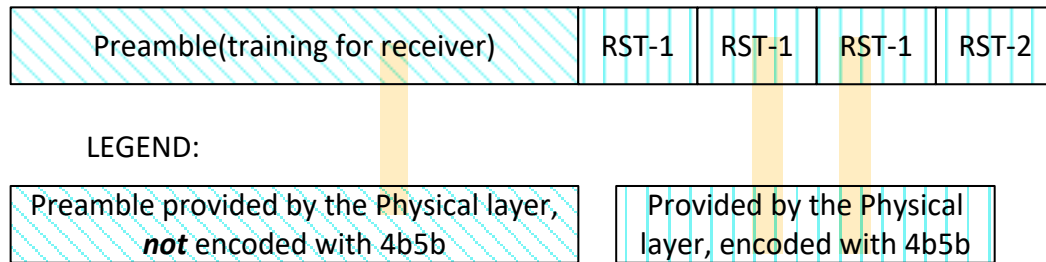 Preamble(training for receiver) RST-1 RST-1 RST-1 RST-2
LEGEND:
Preamble provided by the Physical layer,
not encoded with 4b5b
Provided by the Physical
layer, encoded with 4b5b